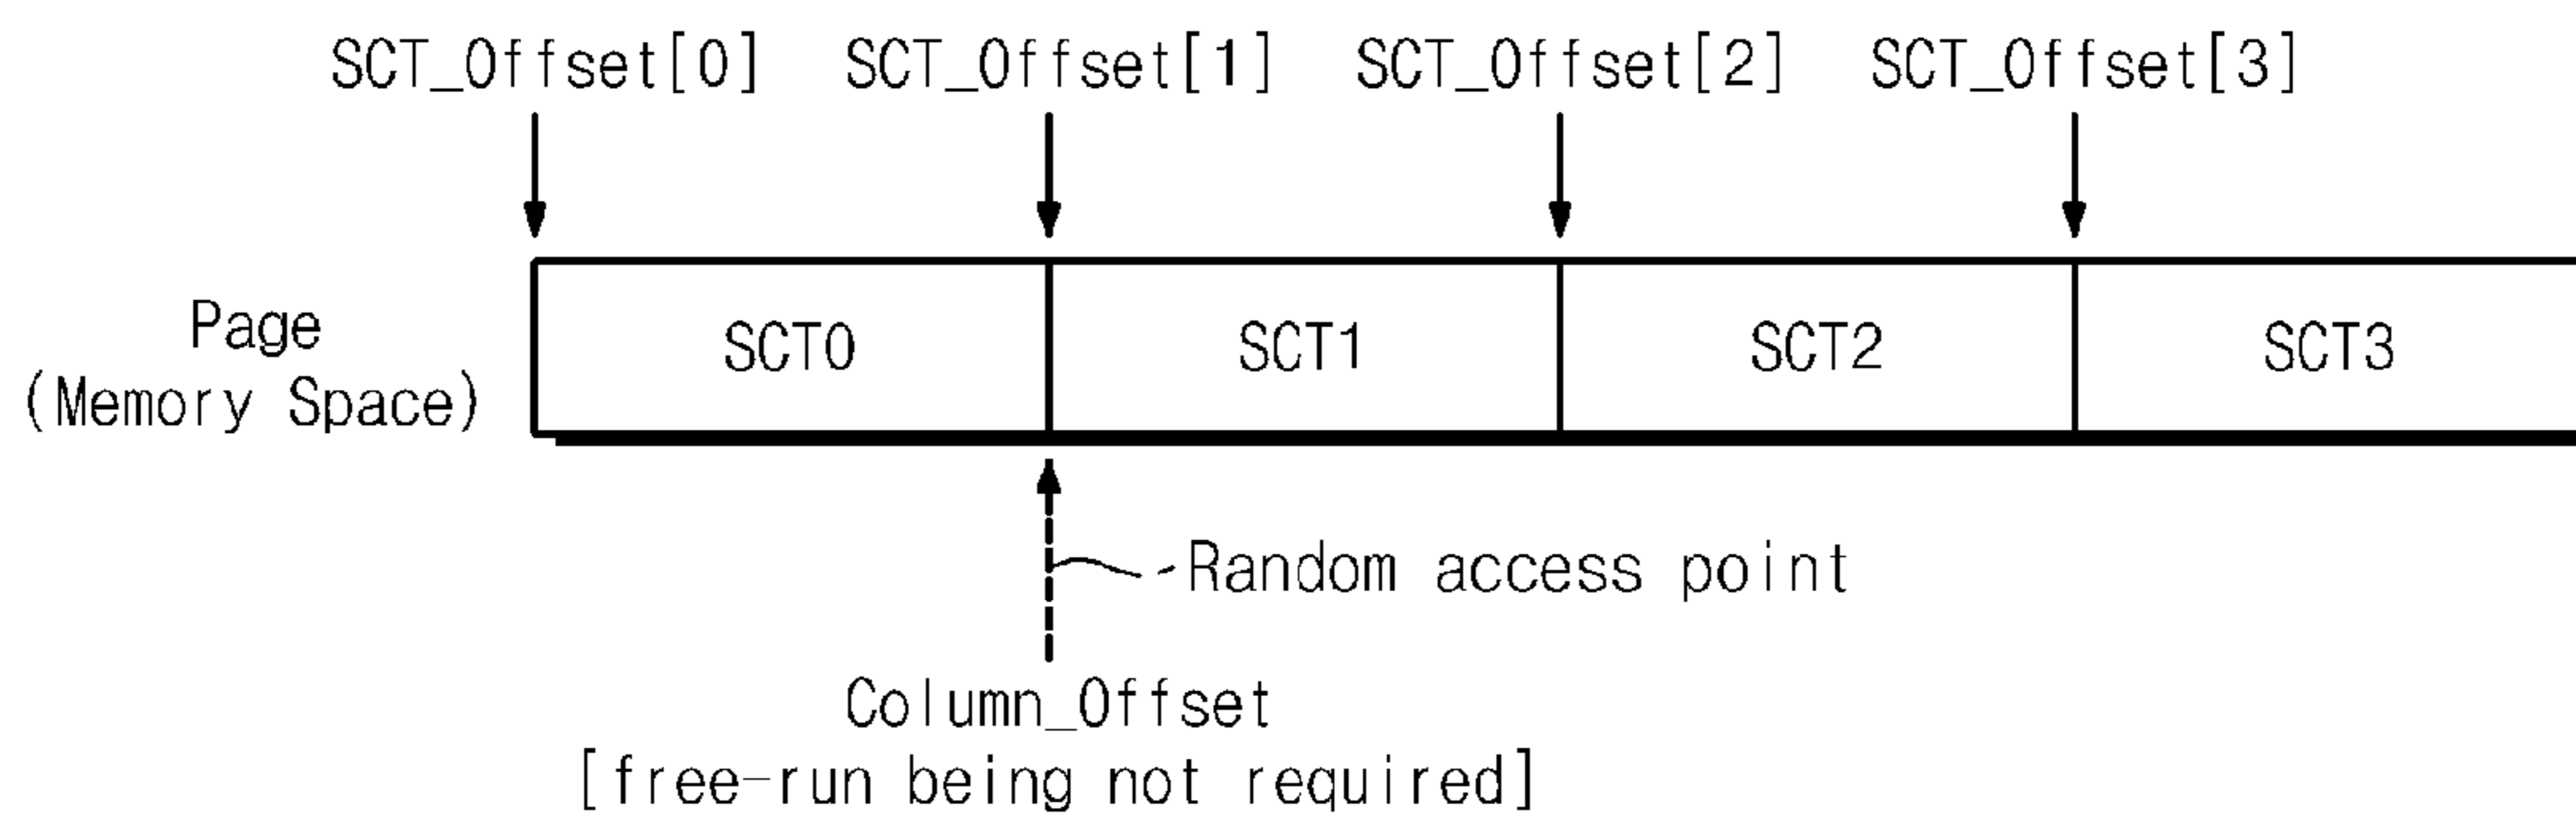 SCT_Offset[0] SCT_Offset[1] SCT_Offset[2] SCT_Offset[3]
Page
(Memory Space)
SCT0 SCT1 SCT2 SCT3
Random access point
Column_Offset
[free-run being not required]